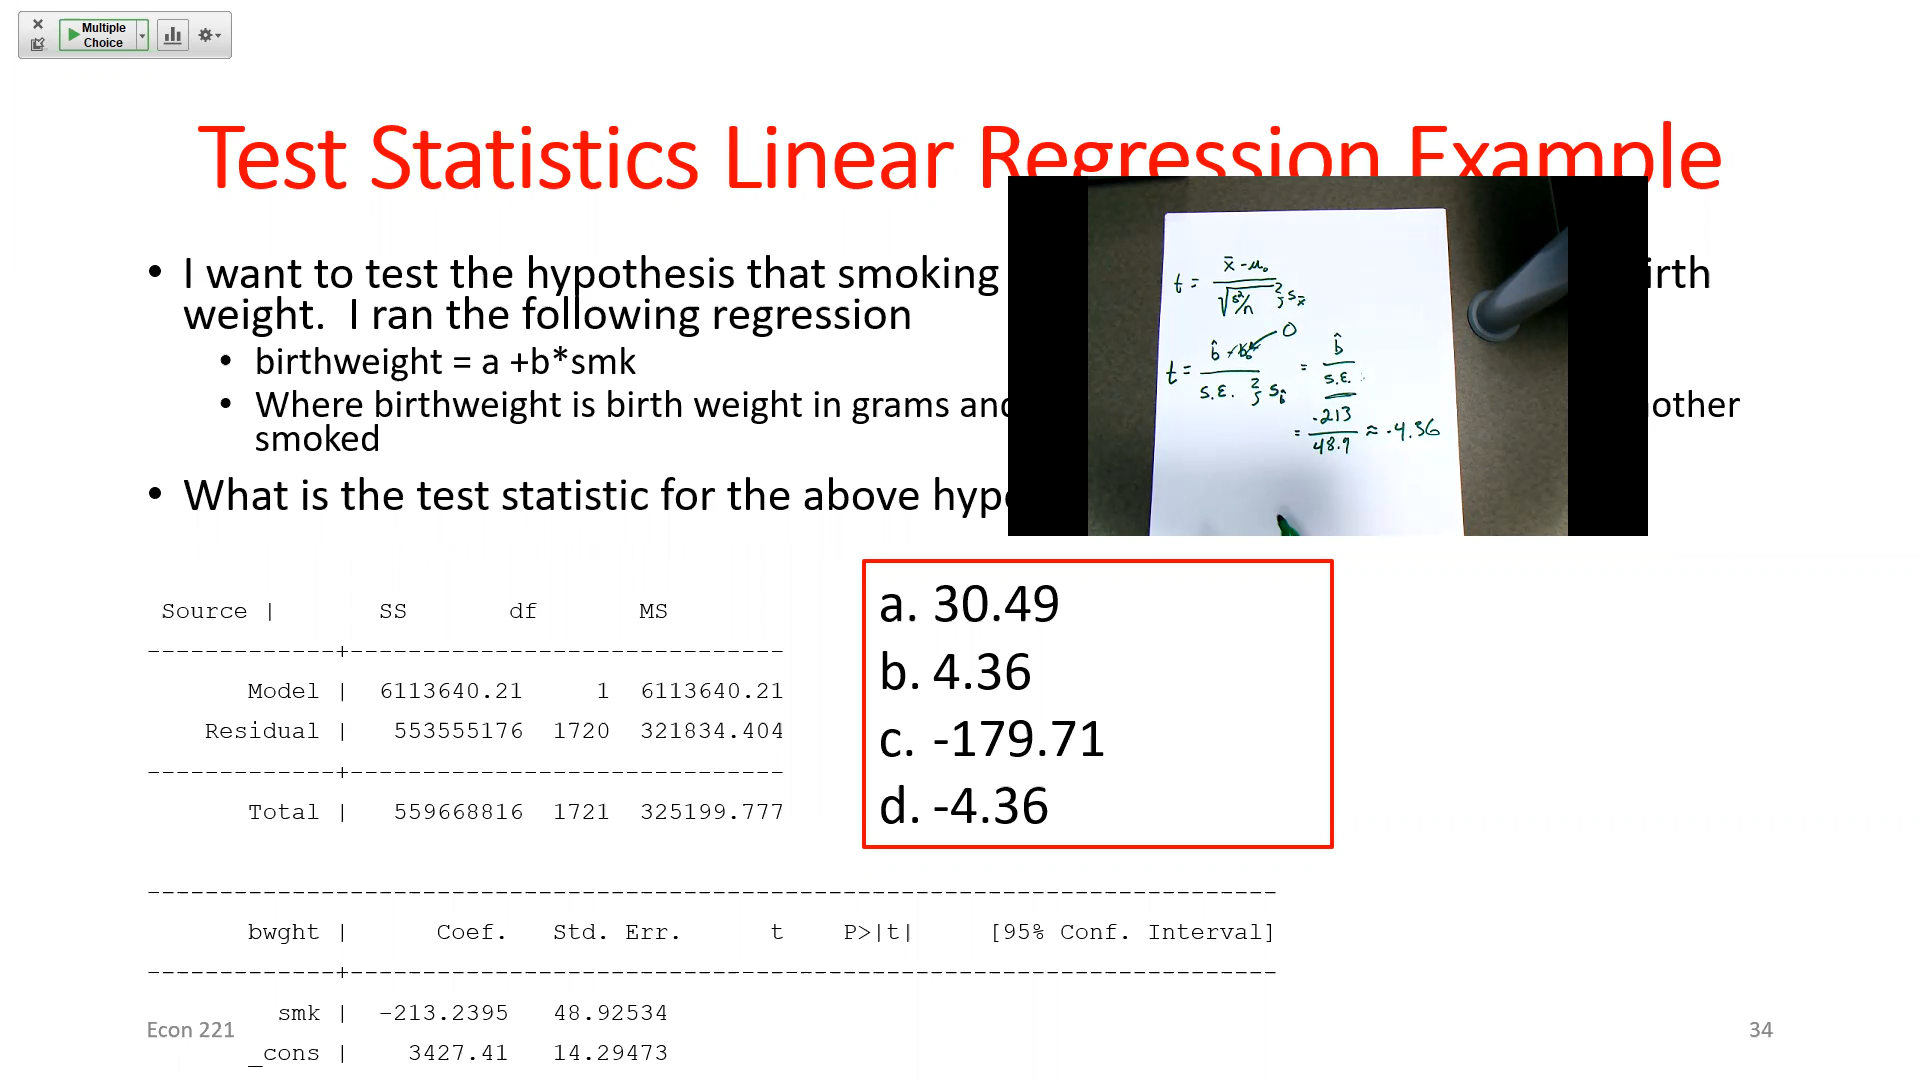 Multiple
Choice
Test Statistics Linear Regression Example
• I want to test the hypothesis that smoking
irth
weight. I ran the following regression
• birthweight = a +b*smk
• Where birthweight is birth weight in grams and
other
smoked
• What is the test statistic for the above hypo
t = x̄ - μ₀ / √s²/n } s_x̄
t = b̂ - b₀ / s.e. } s_b̂ = b̂ / s.e.
0
= -213 / 48.9 ≈ -4.36
a. 30.49
b. 4.36
c. -179.71
d. -4.36
Source | SS df MS
-------------+------------------------------
Model | 6113640.21 1 6113640.21
Residual | 553555176 1720 321834.404
-------------+------------------------------
Total | 559668816 1721 325199.777
------------------------------------------------------------------------------
bwght | Coef. Std. Err. t P>|t| [95% Conf. Interval]
-------------+----------------------------------------------------------------
smk | -213.2395 48.92534
_cons | 3427.41 14.29473
Econ 221
34